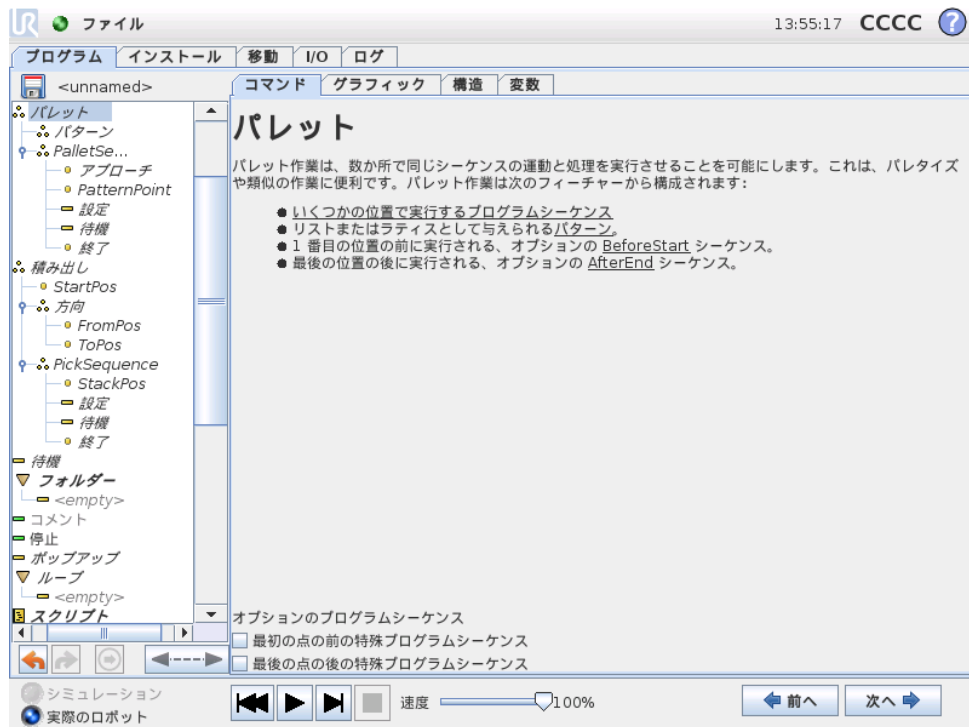 UR ファイル 13:55:17 CCCC ?
プログラム インストール 移動 I/O ログ
<unnamed>
コマンド グラフィック 構造 変数
パレット
パターン
PalletSe...
アプローチ
PatternPoint
設定
待機
終了
積み出し
StartPos
方向
FromPos
ToPos
PickSequence
StackPos
設定
待機
終了
待機
フォルダー
<empty>
コメント
停止
ポップアップ
ループ
<empty>
スクリプト
パレット
パレット作業は、数か所で同じシーケンスの運動と処理を実行させることを可能にします。これは、パレタイズ
や類似の作業に便利です。パレット作業は次のフィーチャーから構成されます:
● いくつかの位置で実行するプログラムシーケンス
● リストまたはラティスとして与えられるパターン。
● 1 番目の位置の前に実行される、オプションの BeforeStart シーケンス。
● 最後の位置の後に実行される、オプションの AfterEnd シーケンス。
オプションのプログラムシーケンス
最初の点の前の特殊プログラムシーケンス
最後の点の後の特殊プログラムシーケンス
シミュレーション
実際のロボット
速度 100%
前へ 次へ